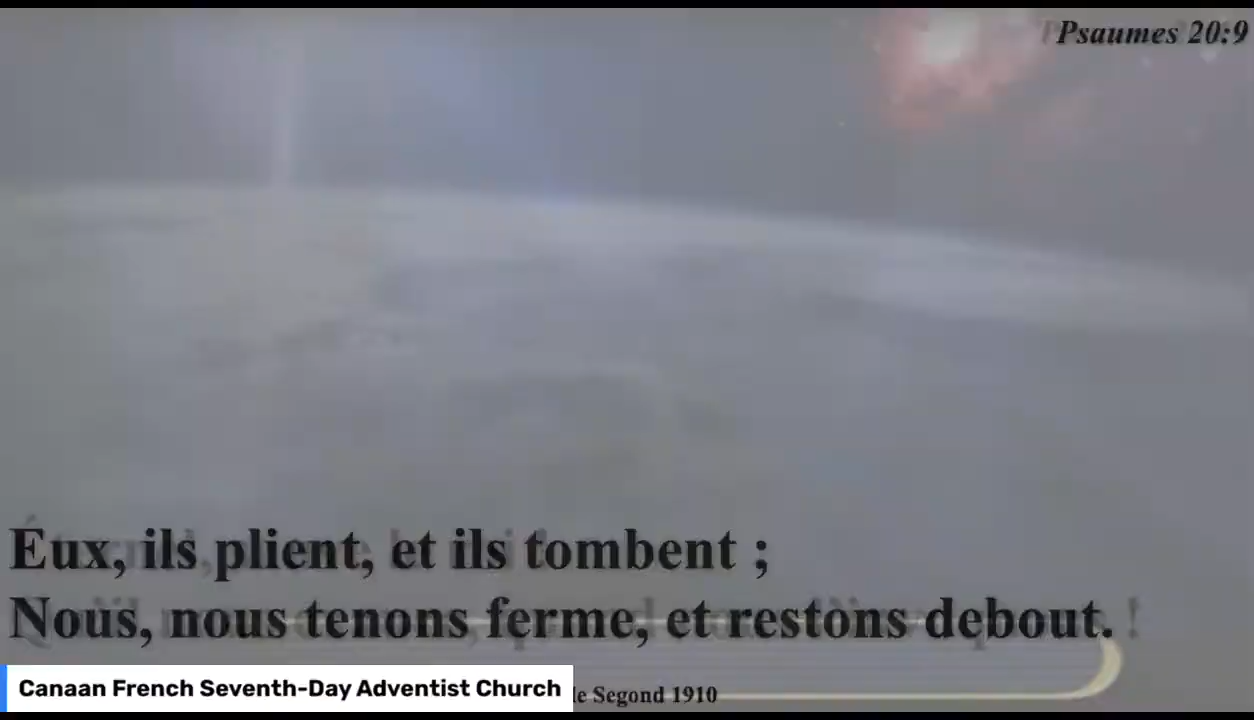 Psaumes 20:9
Eux, ils plient, et ils tombent ;
Nous, nous tenons ferme, et restons debout.
Canaan French Seventh-Day Adventist Church
Segond 1910